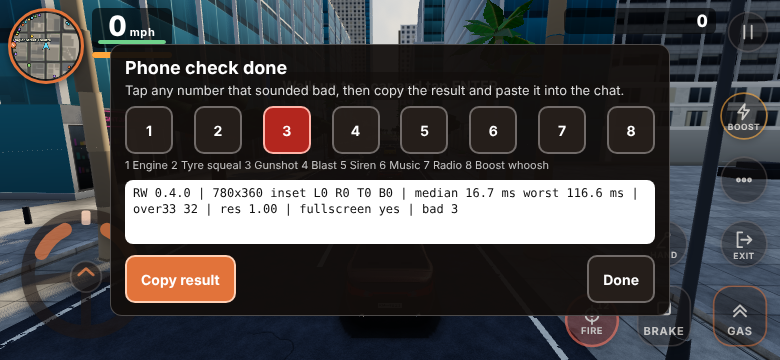 0 mph
0
Phone check done
Tap any number that sounded bad, then copy the result and paste it into the chat.
1 2 3 4 5 6 7 8
1 Engine 2 Tyre squeal 3 Gunshot 4 Blast 5 Siren 6 Music 7 Radio 8 Boost whoosh
RW 0.4.0 | 780x360 inset L0 R0 T0 B0 | median 16.7 ms worst 116.6 ms |
over33 32 | res 1.00 | fullscreen yes | bad 3
Copy result
Done
BOOST
EXIT
FIRE
BRAKE
GAS